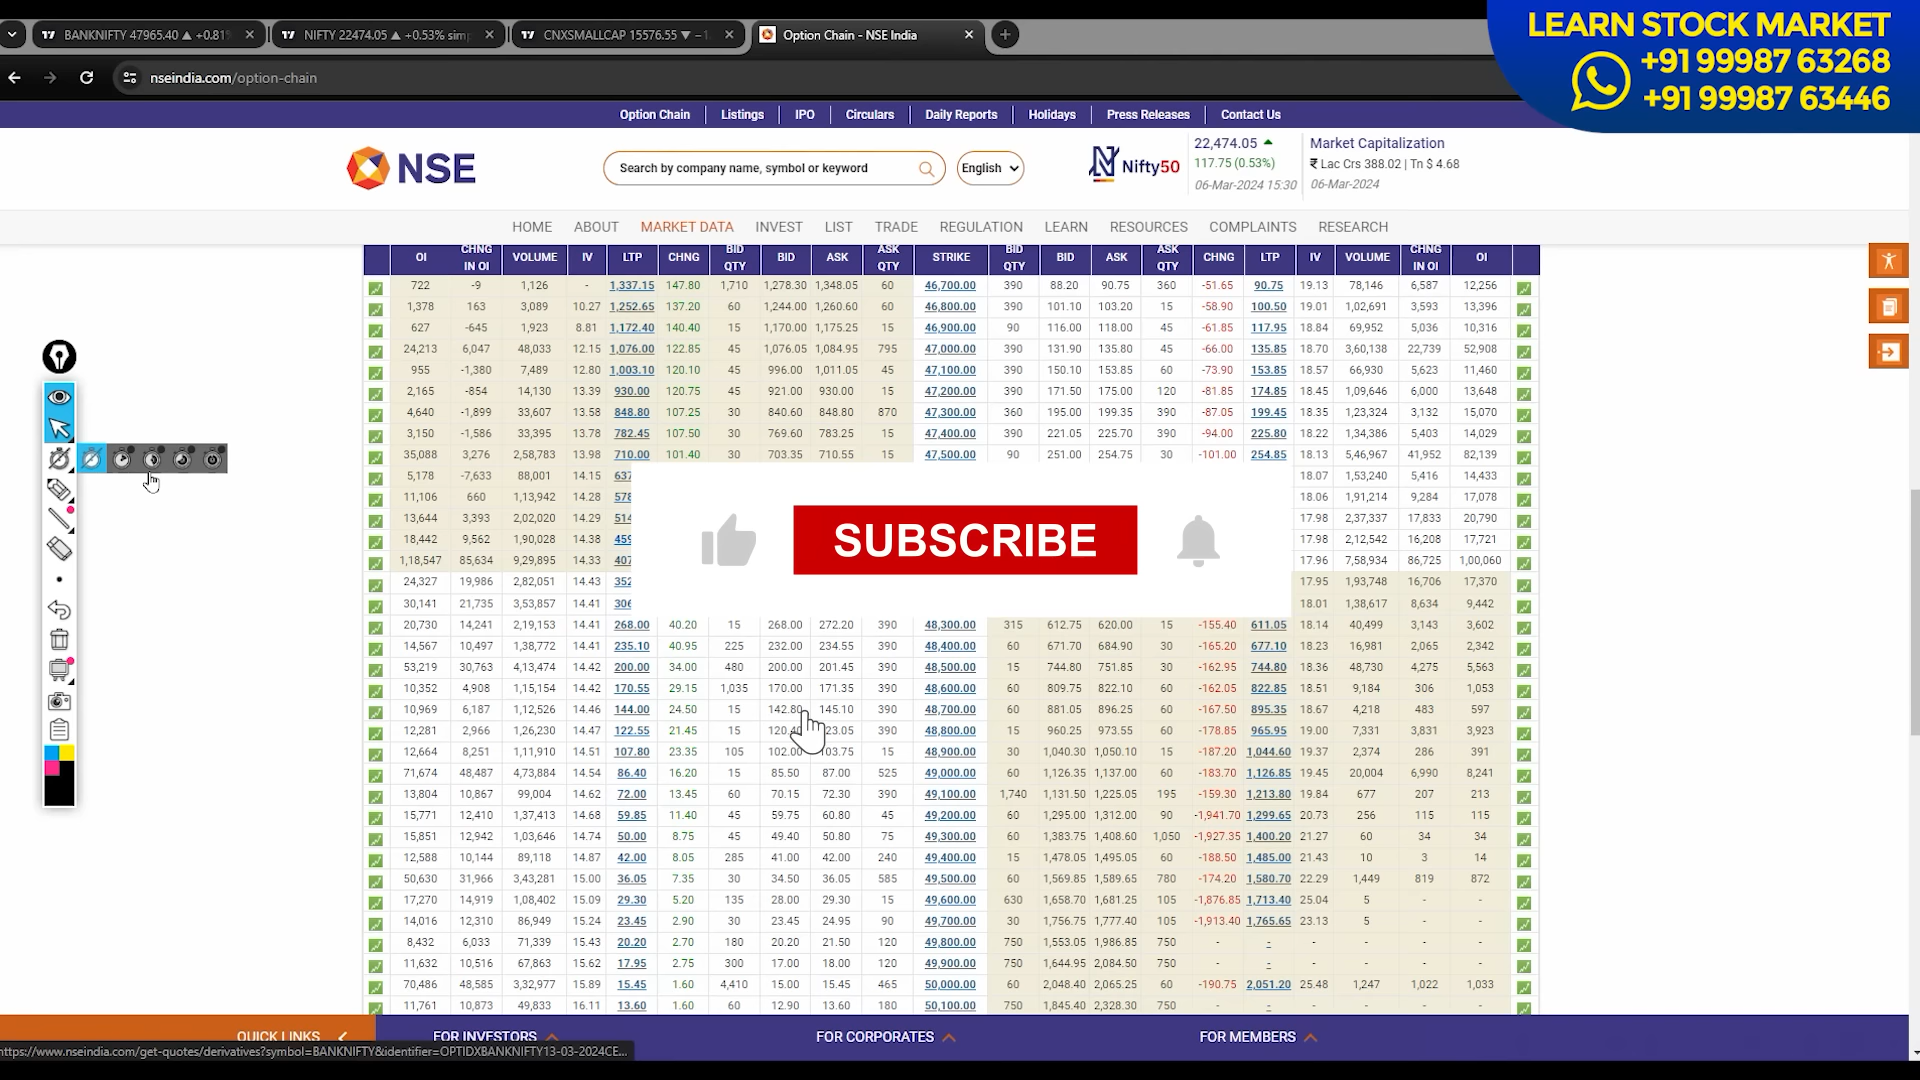 BANKNIFTY 47965.40 ▲ +0.81%
NIFTY 22474.05 ▲ +0.53% sim
CNXSMALLCAP 15576.55 ▼ −1
Option Chain - NSE India
LEARN STOCK MARKET
+91 99987 63268
+91 99987 63446
nseindia.com/option-chain
Option Chain Listings IPO Circulars Daily Reports Holidays Press Releases Contact Us
NSE
Search by company name, symbol or keyword
English
Nifty50
22,474.05
117.75 (0.53%)
06-Mar-2024 15:30
Market Capitalization
₹ Lac Crs 388.02 | Tn $ 4.68
06-Mar-2024
HOME ABOUT MARKET DATA INVEST LIST TRADE REGULATION LEARN RESOURCES COMPLAINTS RESEARCH
OI CHNG IN OI VOLUME IV LTP CHNG BID QTY BID ASK ASK QTY STRIKE BID QTY BID ASK ASK QTY CHNG LTP IV VOLUME CHNG IN OI OI
722 -9 1,126 - 1,337.15 147.80 1,710 1,278.30 1,348.05 60 46,700.00 390 88.20 90.75 360 -51.65 90.75 19.13 78,146 6,587 12,256
1,378 163 3,089 10.27 1,252.65 137.20 60 1,244.00 1,260.60 60 46,800.00 390 101.10 103.20 15 -58.90 100.50 19.01 1,02,691 3,593 13,396
627 -645 1,923 8.81 1,172.40 140.40 15 1,170.00 1,175.25 15 46,900.00 90 116.00 118.00 45 -61.85 117.95 18.84 69,952 5,036 10,316
24,213 6,047 48,033 12.15 1,076.00 122.85 45 1,076.05 1,084.95 795 47,000.00 390 131.90 135.80 45 -66.00 135.85 18.70 3,60,138 22,739 52,908
955 -1,380 7,489 12.80 1,003.10 120.10 45 996.00 1,011.05 45 47,100.00 390 150.10 153.85 60 -73.90 153.85 18.57 66,930 5,623 11,460
2,165 -854 14,130 13.39 930.00 120.75 45 921.00 930.00 15 47,200.00 390 171.50 175.00 120 -81.85 174.85 18.45 1,09,646 6,000 13,648
4,640 -1,899 33,607 13.58 848.80 107.25 30 840.60 848.80 870 47,300.00 360 195.00 199.35 390 -87.05 199.45 18.35 1,23,324 3,132 15,070
3,150 -1,586 33,395 13.78 782.45 107.50 30 769.60 783.25 15 47,400.00 390 221.05 225.70 390 -94.00 225.80 18.22 1,34,386 5,403 14,029
35,088 3,276 2,58,783 13.98 710.00 101.40 30 703.35 710.55 15 47,500.00 90 251.00 254.75 30 -101.00 254.85 18.13 5,46,967 41,952 82,139
5,178 -7,633 88,001 14.15 637 18.07 1,53,240 5,416 14,433
11,106 660 1,13,942 14.28 578 18.06 1,91,214 9,284 17,078
13,644 3,393 2,02,020 14.29 514 17.98 2,37,337 17,833 20,790
18,442 9,562 1,90,028 14.38 459 17.98 2,12,542 16,208 17,721
1,18,547 85,634 9,29,895 14.33 407 17.96 7,58,934 86,725 1,00,060
SUBSCRIBE
24,327 19,986 2,82,051 14.43 352 17.95 1,93,748 16,706 17,370
30,141 21,735 3,53,857 14.41 306 18.01 1,38,617 8,634 9,442
20,730 14,241 2,19,153 14.41 268.00 40.20 15 268.00 272.20 390 48,300.00 315 612.75 620.00 15 -155.40 611.05 18.14 40,499 3,143 3,602
14,567 10,497 1,38,772 14.41 235.10 40.95 225 232.00 234.55 390 48,400.00 60 671.70 684.90 30 -165.20 677.10 18.23 16,981 2,065 2,342
53,219 30,763 4,13,474 14.42 200.00 34.00 480 200.00 201.45 390 48,500.00 15 744.80 751.85 30 -162.95 744.80 18.36 48,730 4,275 5,563
10,352 4,908 1,15,154 14.42 170.55 29.15 1,035 170.00 171.35 390 48,600.00 60 809.75 822.10 60 -162.05 822.85 18.51 9,184 306 1,053
10,969 6,187 1,12,526 14.46 144.00 24.50 15 142.80 145.10 390 48,700.00 60 881.05 896.25 60 -167.50 895.35 18.67 4,218 483 597
12,281 2,966 1,26,230 14.47 122.55 21.45 15 120.4 23.05 390 48,800.00 15 960.25 973.55 60 -178.85 965.95 19.00 7,331 3,831 3,923
12,664 8,251 1,11,910 14.51 107.80 23.35 105 102.00 03.75 15 48,900.00 30 1,040.30 1,050.10 15 -187.20 1,044.60 19.37 2,374 286 391
71,674 48,487 4,73,884 14.54 86.40 16.20 15 85.50 87.00 525 49,000.00 60 1,126.35 1,137.00 60 -183.70 1,126.85 19.45 20,004 6,990 8,241
13,804 10,867 99,004 14.62 72.00 13.45 60 70.15 72.30 390 49,100.00 1,740 1,131.50 1,225.05 195 -159.30 1,213.80 19.84 677 207 213
15,771 12,410 1,37,413 14.68 59.85 11.40 45 59.75 60.80 45 49,200.00 60 1,295.00 1,312.00 90 -1,941.70 1,299.65 20.73 256 115 115
15,851 12,942 1,03,646 14.74 50.00 8.75 45 49.40 50.80 75 49,300.00 60 1,383.75 1,408.60 1,050 -1,927.35 1,400.20 21.27 60 34 34
12,588 10,144 89,118 14.87 42.00 8.05 285 41.00 42.00 240 49,400.00 15 1,478.05 1,495.05 60 -188.50 1,485.00 21.43 10 3 14
50,630 31,966 3,43,281 15.00 36.05 7.35 30 34.50 36.05 585 49,500.00 60 1,569.85 1,589.65 780 -174.20 1,580.70 22.29 1,449 819 872
17,270 14,919 1,08,402 15.09 29.30 5.20 135 28.00 29.30 15 49,600.00 630 1,658.70 1,681.25 105 -1,876.85 1,713.40 25.04 5 - -
14,016 12,310 86,949 15.24 23.45 2.90 30 23.45 24.95 90 49,700.00 30 1,756.75 1,777.40 105 -1,913.40 1,765.65 23.13 5 - -
8,432 6,033 71,339 15.43 20.20 2.70 180 20.20 21.50 120 49,800.00 750 1,553.05 1,986.85 750 - - - - - -
11,632 10,516 67,863 15.62 17.95 2.75 300 17.00 18.00 120 49,900.00 750 1,644.95 2,084.50 750 - - - - - -
70,486 48,585 3,32,977 15.89 15.45 1.60 4,410 15.00 15.45 465 50,000.00 60 2,048.40 2,065.25 60 -190.75 2,051.20 25.48 1,247 1,022 1,033
11,761 10,873 49,833 16.11 13.60 1.60 60 12.90 13.60 180 50,100.00 750 1,845.40 2,328.30 750 - - - - - -
QUICK LINKS FOR INVESTORS FOR CORPORATES FOR MEMBERS
https://www.nseindia.com/get-quotes/derivatives?symbol=BANKNIFTY&identifier=OPTIDXBANKNIFTY13-03-2024CE...